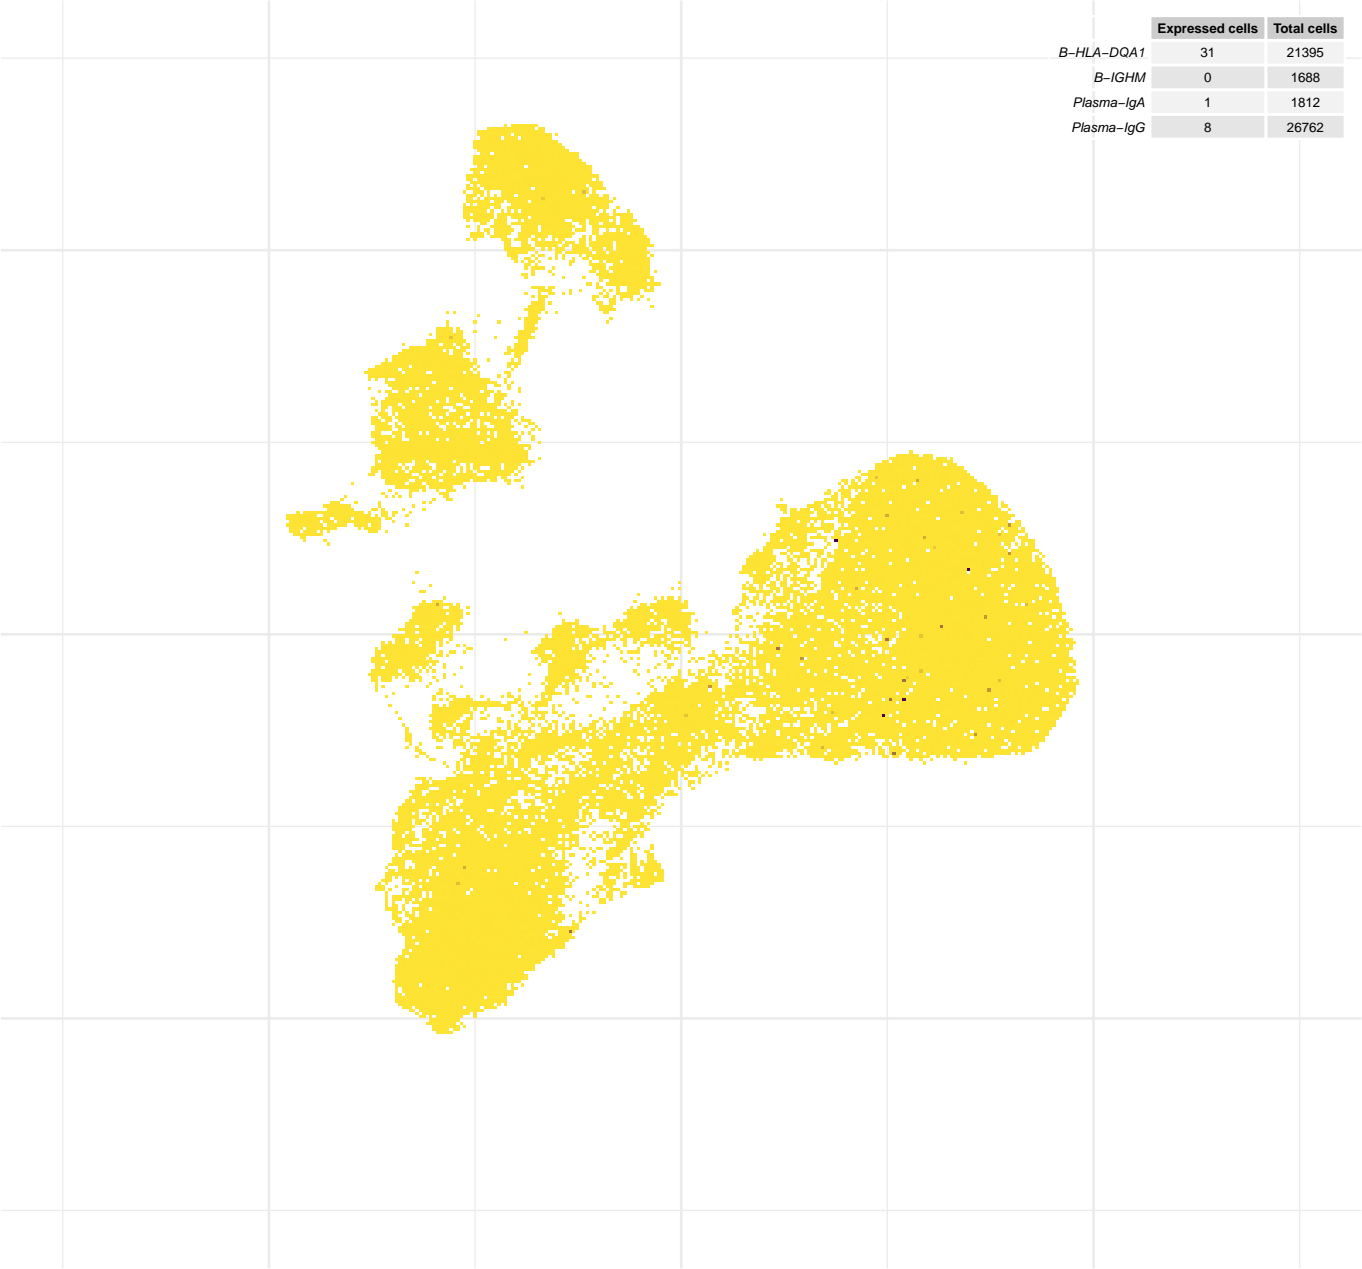 Expressed cells Total cells
B−HLA−DQA1 31 21395
B−IGHM 0 1688
Plasma−IgA 1 1812
Plasma−IgG 8 26762